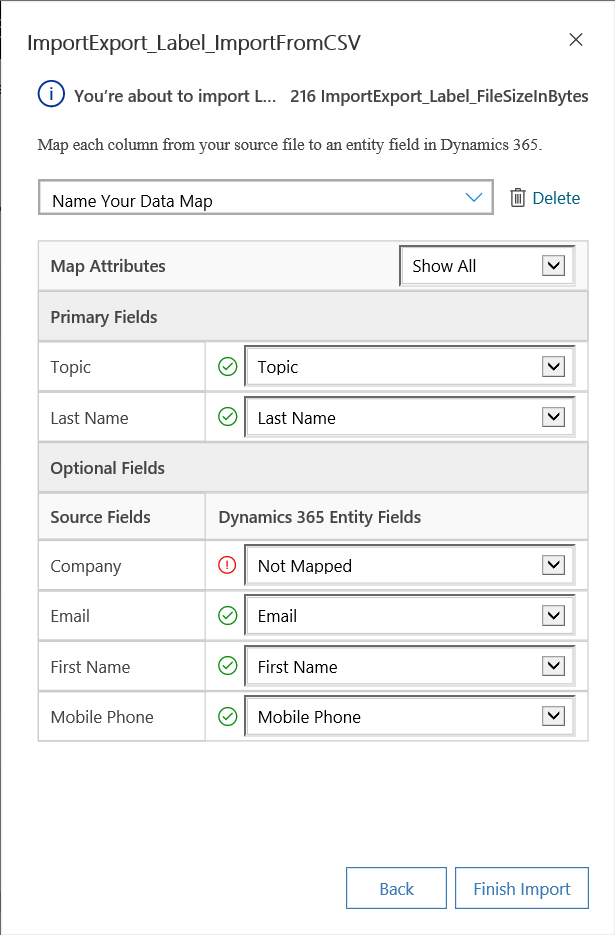 ImportExport_Label_ImportFromCSV
You're about to import L... 216 ImportExport_Label_FileSizeInBytes
Map each column from your source file to an entity field in Dynamics 365.
Name Your Data Map Delete
Map Attributes Show All
Primary Fields
Topic Topic
Last Name Last Name
Optional Fields
Source Fields Dynamics 365 Entity Fields
Company Not Mapped
Email Email
First Name First Name
Mobile Phone Mobile Phone
Back Finish Import